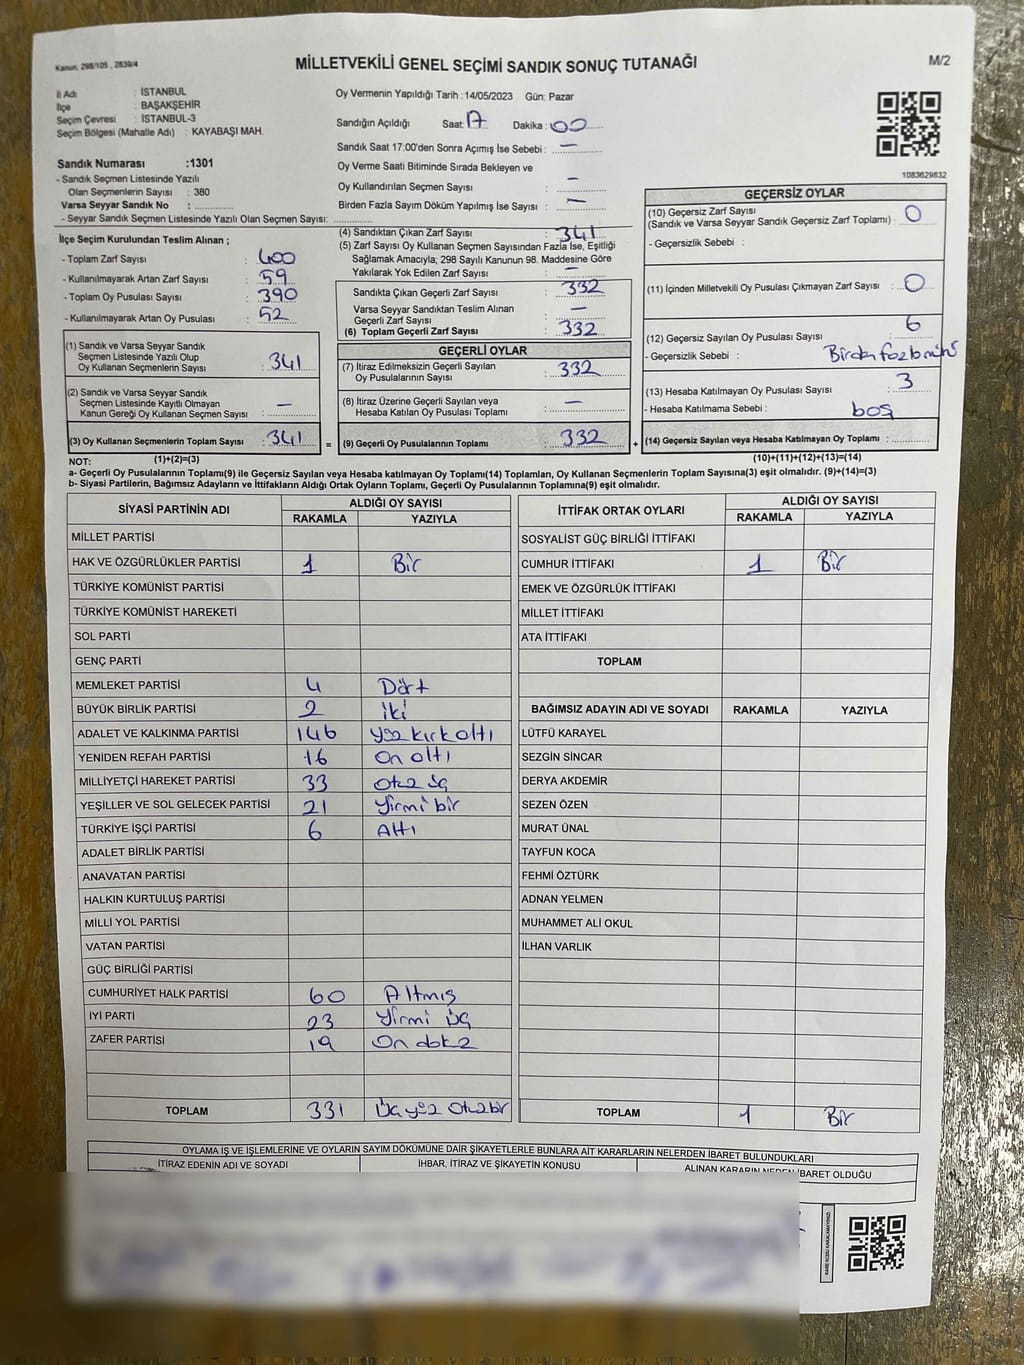 Kanun, 298/105 , 2839/4
MİLLETVEKİLİ GENEL SEÇİMİ SANDIK SONUÇ TUTANAĞI
M/2
İl Adı : İSTANBUL
İlçe : BAŞAKŞEHİR
Seçim Çevresi : İSTANBUL-3
Seçim Bölgesi (Mahalle Adı) : KAYABAŞI MAH.
Sandık Numarası :1301
- Sandık Seçmen Listesinde Yazılı
Olan Seçmenlerin Sayısı : 380
Varsa Seyyar Sandık No :
- Seyyar Sandık Seçmen Listesinde Yazılı Olan Seçmen Sayısı:
Oy Vermenin Yapıldığı Tarih :14/05/2023 Gün: Pazar
Sandığın Açıldığı Saat: 17 Dakika : 00
Sandık Saat 17:00'den Sonra Açımış İse Sebebi : —
Oy Verme Saati Bitiminde Sırada Bekleyen ve
Oy Kullandırılan Seçmen Sayısı : —
Birden Fazla Sayım Döküm Yapılmış İse Sayısı : —
1083629832
İlçe Seçim Kurulundan Teslim Alınan ;
- Toplam Zarf Sayısı : 400
- Kullanılmayarak Artan Zarf Sayısı : 59
- Toplam Oy Pusulası Sayısı : 390
- Kullanılmayarak Artan Oy Pusulası : 52
(4) Sandıktan Çıkan Zarf Sayısı : 341
(5) Zarf Sayısı Oy Kullanan Seçmen Sayısından Fazla İse, Eşitliği
Sağlamak Amacıyla; 298 Sayılı Kanunun 98. Maddesine Göre
Yakılarak Yok Edilen Zarf Sayısı : —
Sandıkta Çıkan Geçerli Zarf Sayısı : 332
Varsa Seyyar Sandıktan Teslim Alınan
Geçerli Zarf Sayısı : —
(6) Toplam Geçerli Zarf Sayısı : 332
GEÇERSİZ OYLAR
(10) Geçersiz Zarf Sayısı
(Sandık ve Varsa Seyyar Sandık Geçersiz Zarf Toplamı) : 0
- Geçersizlik Sebebi :
(11) İçinden Milletvekili Oy Pusulası Çıkmayan Zarf Sayısı : 0
(12) Geçersiz Sayılan Oy Pusulası Sayısı : 6
- Geçersizlik Sebebi : Birden fazla mühür
(13) Hesaba Katılmayan Oy Pusulası Sayısı : 3
- Hesaba Katılmama Sebebi : boş
(1) Sandık ve Varsa Seyyar Sandık
Seçmen Listesinde Yazılı Olup
Oy Kullanan Seçmenlerin Sayısı : 341
(2) Sandık ve Varsa Seyyar Sandık
Seçmen Listesinde Kayıtlı Olmayan
Kanun Gereği Oy Kullanan Seçmen Sayısı : —
GEÇERLİ OYLAR
(7) İtiraz Edilmeksizin Geçerli Sayılan
Oy Pusulalarının Sayısı : 332
(8) İtiraz Üzerine Geçerli Sayılan veya
Hesaba Katılan Oy Pusulası Toplamı : —
(3) Oy Kullanan Seçmenlerin Toplam Sayısı : 341 = (9) Geçerli Oy Pusulalarının Toplamı : 332 + (14) Geçersiz Sayılan veya Hesaba Katılmayan Oy Toplamı :
NOT: (1)+(2)=(3) (10)+(11)+(12)+(13)=(14)
a- Geçerli Oy Pusulalarının Toplamı(9) ile Geçersiz Sayılan veya Hesaba katılmayan Oy Toplamı(14) Toplamları, Oy Kullanan Seçmenlerin Toplam Sayısına(3) eşit olmalıdır. (9)+(14)=(3)
b- Siyasi Partilerin, Bağımsız Adayların ve İttifakların Aldığı Ortak Oyların Toplamı, Geçerli Oy Pusulalarının Toplamına(9) eşit olmalıdır.
SİYASİ PARTİNİN ADI ALDIĞI OY SAYISI
RAKAMLA YAZIYLA
MİLLET PARTİSİ
HAK VE ÖZGÜRLÜKLER PARTİSİ 1 Bir
TÜRKİYE KOMÜNİST PARTİSİ
TÜRKİYE KOMÜNİST HAREKETİ
SOL PARTİ
GENÇ PARTİ
MEMLEKET PARTİSİ 4 Dört
BÜYÜK BİRLİK PARTİSİ 2 iki
ADALET VE KALKINMA PARTİSİ 146 yüz kırk altı
YENİDEN REFAH PARTİSİ 16 On altı
MİLLİYETÇİ HAREKET PARTİSİ 33 otuz üç
YEŞİLLER VE SOL GELECEK PARTİSİ 21 Yirmi bir
TÜRKİYE İŞÇİ PARTİSİ 6 Altı
ADALET BİRLİK PARTİSİ
ANAVATAN PARTİSİ
HALKIN KURTULUŞ PARTİSİ
MİLLİ YOL PARTİSİ
VATAN PARTİSİ
GÜÇ BİRLİĞİ PARTİSİ
CUMHURİYET HALK PARTİSİ 60 Altmış
İYİ PARTİ 23 Yirmi üç
ZAFER PARTİSİ 19 On dokuz
TOPLAM 331 Üç yüz Otuz bir
İTTİFAK ORTAK OYLARI ALDIĞI OY SAYISI
RAKAMLA YAZIYLA
SOSYALİST GÜÇ BİRLİĞİ İTTİFAKI
CUMHUR İTTİFAKI 1 Bir
EMEK VE ÖZGÜRLÜK İTTİFAKI
MİLLET İTTİFAKI
ATA İTTİFAKI
TOPLAM
BAĞIMSIZ ADAYIN ADI VE SOYADI RAKAMLA YAZIYLA
LÜTFÜ KARAYEL
SEZGİN SİNCAR
DERYA AKDEMİR
SEZEN ÖZEN
MURAT ÜNAL
TAYFUN KOCA
FEHMİ ÖZTÜRK
ADNAN YELMEN
MUHAMMET ALİ OKUL
İLHAN VARLIK
TOPLAM 1 Bir
OYLAMA İŞ VE İŞLEMLERİNE VE OYLARIN SAYIM DÖKÜMÜNE DAİR ŞİKAYETLERLE BUNLARA AİT KARARLARIN NELERDEN İBARET BULUNDUKLARI
İTİRAZ EDENİN ADI VE SOYADI İHBAR, İTİRAZ VE ŞİKAYETİN KONUSU ALINAN KARARIN NEDEN İBARET OLDUĞU